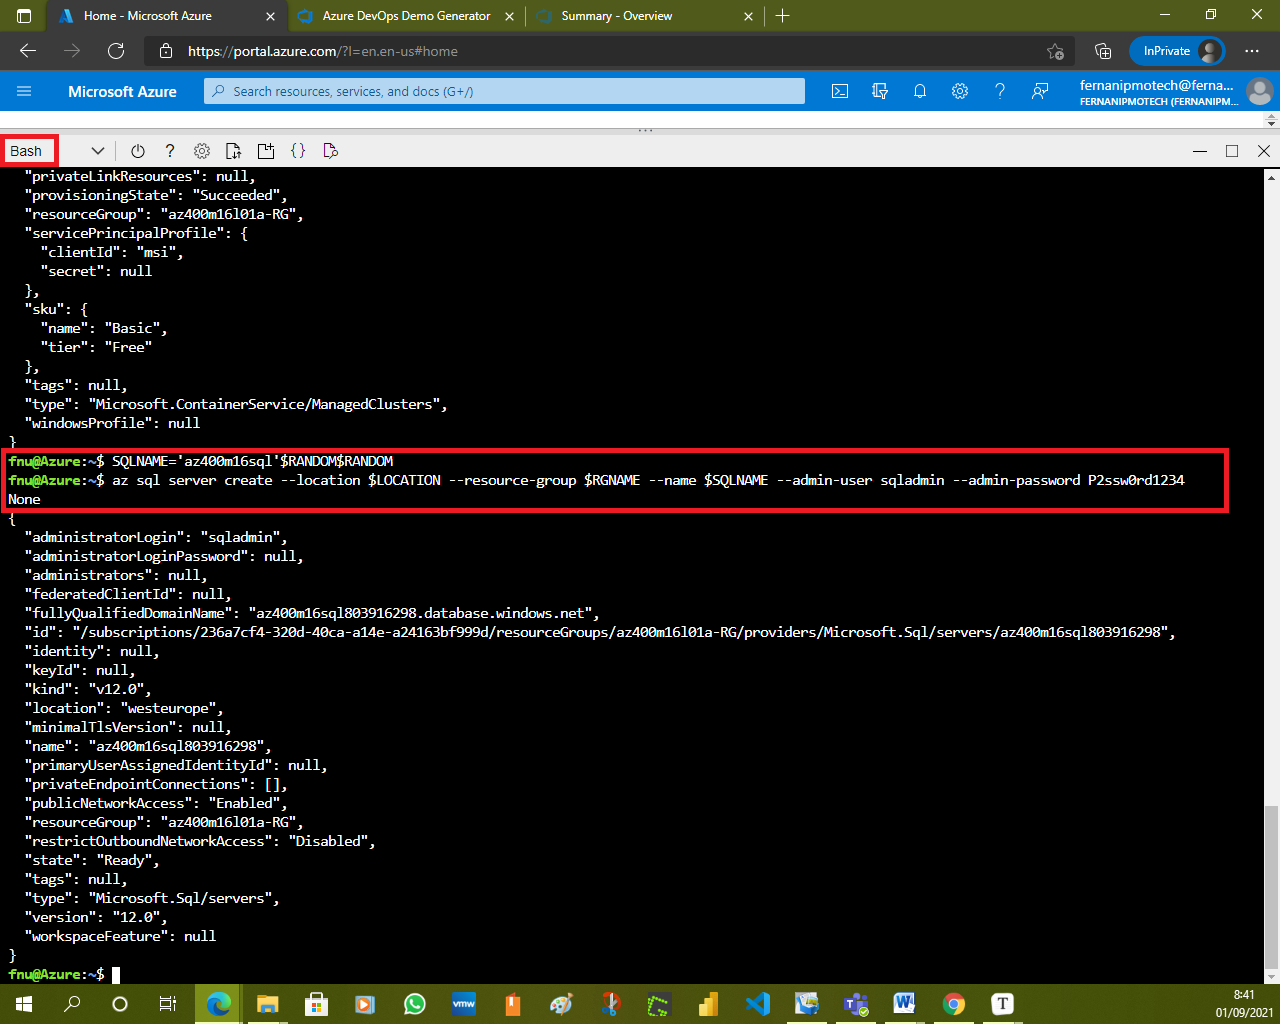 Home - Microsoft Azure
Azure DevOps Demo Generator
Summary - Overview
https://portal.azure.com/?l=en.en-us#home
InPrivate
Microsoft Azure
Search resources, services, and docs (G+/)
fernanipmotech@ferna...
FERNANIPMOTECH (FERNANIPM...
Bash
"privateLinkResources": null,
"provisioningState": "Succeeded",
"resourceGroup": "az400m16l01a-RG",
"servicePrincipalProfile": {
"clientId": "msi",
"secret": null
},
"sku": {
"name": "Basic",
"tier": "Free"
},
"tags": null,
"type": "Microsoft.ContainerService/ManagedClusters",
"windowsProfile": null
}
fnu@Azure:~$ SQLNAME='az400m16sql'$RANDOM$RANDOM
fnu@Azure:~$ az sql server create --location $LOCATION --resource-group $RGNAME --name $SQLNAME --admin-user sqladmin --admin-password P2ssw0rd1234
None
{
"administratorLogin": "sqladmin",
"administratorLoginPassword": null,
"administrators": null,
"federatedClientId": null,
"fullyQualifiedDomainName": "az400m16sql803916298.database.windows.net",
"id": "/subscriptions/236a7cf4-320d-40ca-a14e-a24163bf999d/resourceGroups/az400m16l01a-RG/providers/Microsoft.Sql/servers/az400m16sql803916298",
"identity": null,
"keyId": null,
"kind": "v12.0",
"location": "westeurope",
"minimalTlsVersion": null,
"name": "az400m16sql803916298",
"primaryUserAssignedIdentityId": null,
"privateEndpointConnections": [],
"publicNetworkAccess": "Enabled",
"resourceGroup": "az400m16l01a-RG",
"restrictOutboundNetworkAccess": "Disabled",
"state": "Ready",
"tags": null,
"type": "Microsoft.Sql/servers",
"version": "12.0",
"workspaceFeature": null
}
fnu@Azure:~$
8:41
01/09/2021